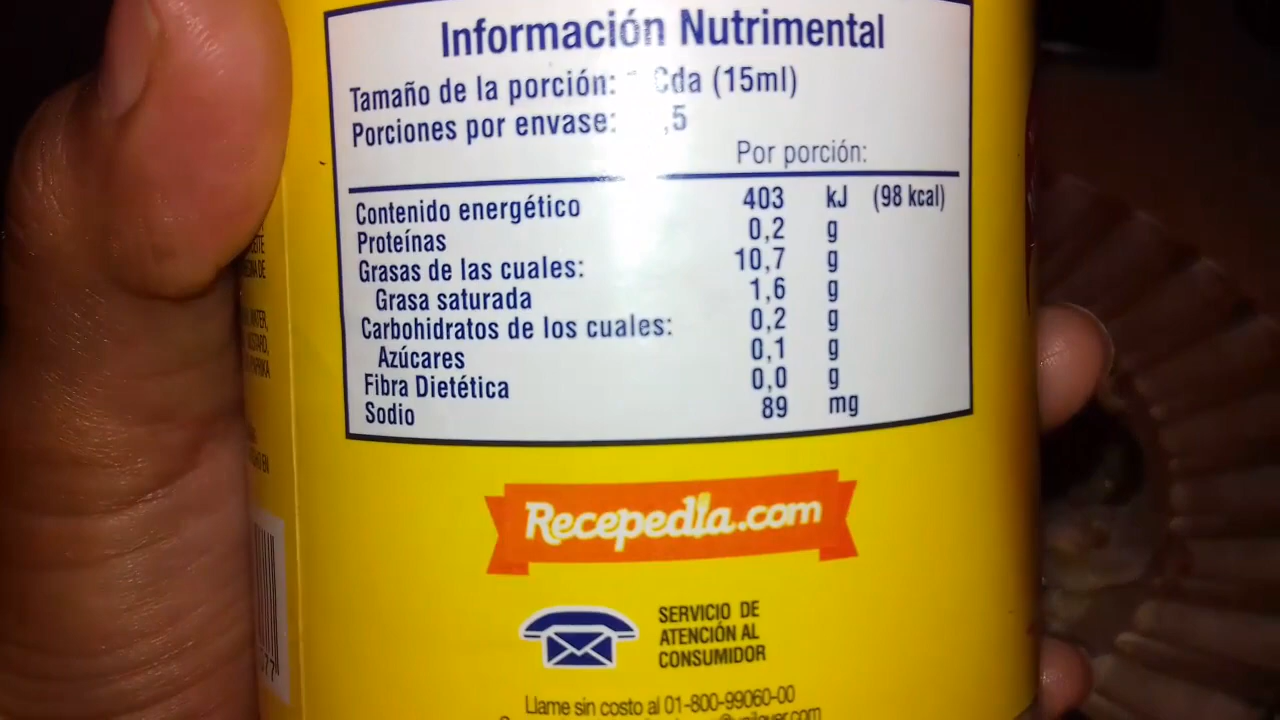 Información Nutrimental
Tamaño de la porción: Cda (15ml)
Porciones por envase: ,5
Por porción:
Contenido energético 403 kJ (98 kcal)
Proteínas 0,2 g
Grasas de las cuales: 10,7 g
Grasa saturada 1,6 g
Carbohidratos de los cuales: 0,2 g
Azúcares 0,1 g
Fibra Dietética 0,0 g
Sodio 89 mg
Recepedia.com
SERVICIO DE
ATENCIÓN AL
CONSUMIDOR
Llame sin costo al 01-800-99060-00